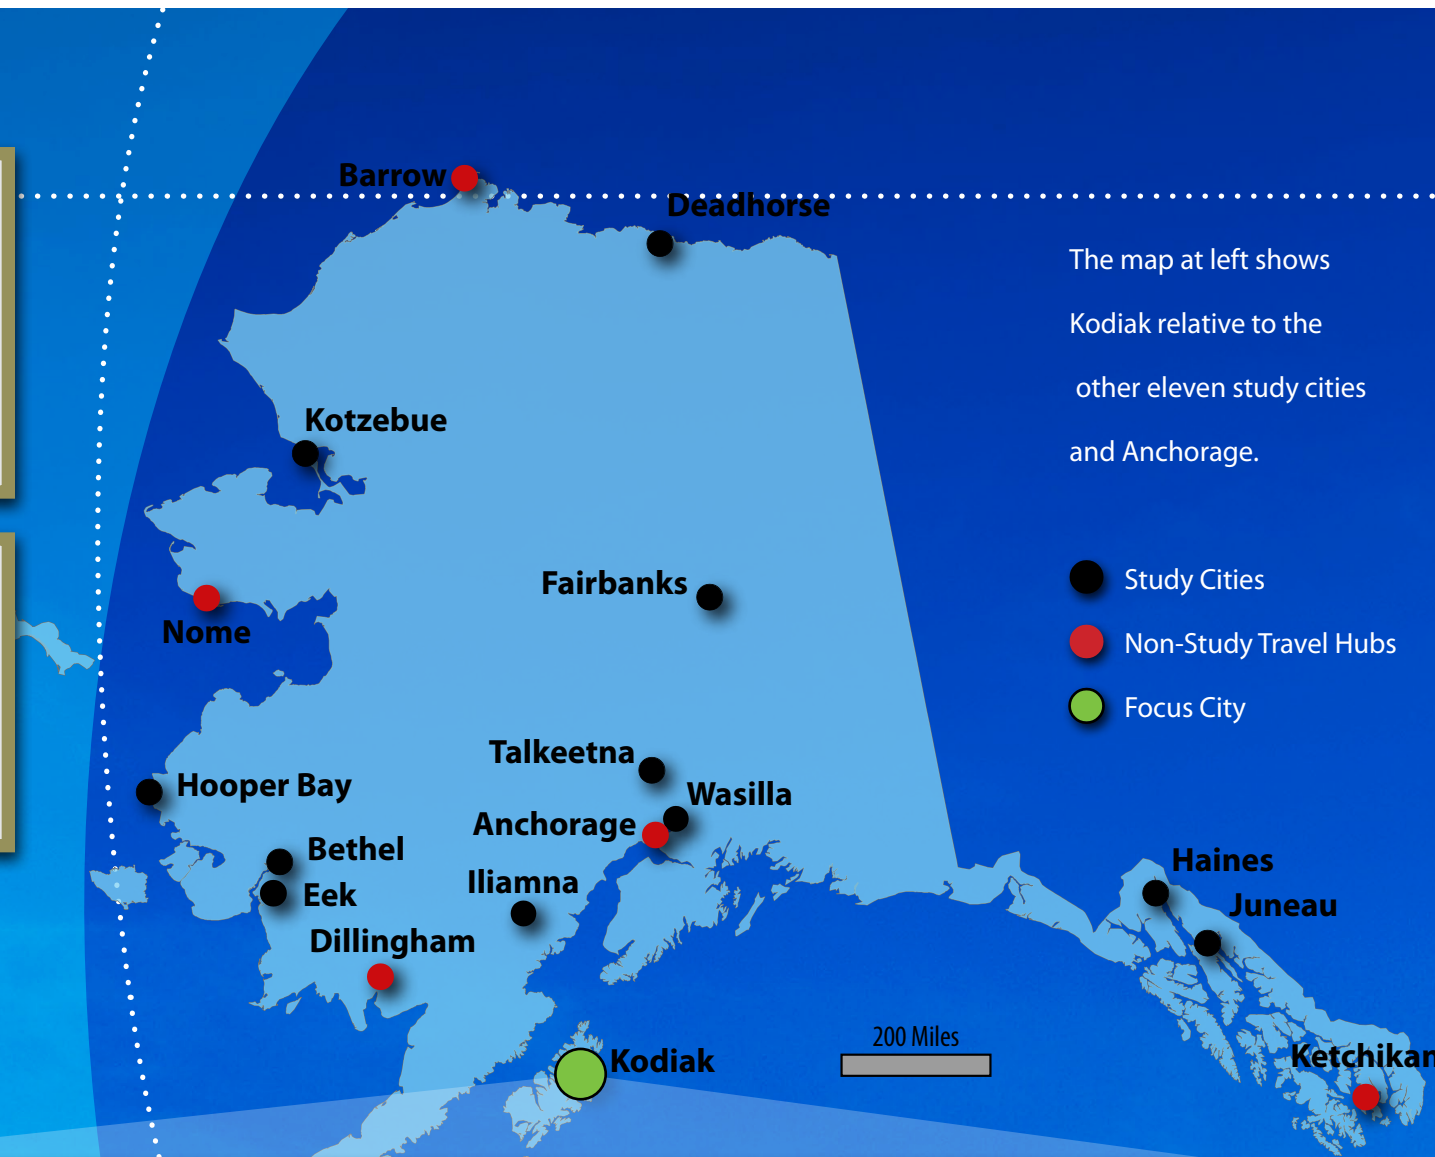 Barrow
Deadhorse
The map at left shows
Kodiak relative to the
other eleven study cities
and Anchorage.
Kotzebue
Study Cities
Fairbanks
Nome
Non-Study Travel Hubs
Focus City
Talkeetna
Hooper Bay
Wasilla
Anchorage
Bethel
Haines
Iliamna
Eek
Juneau
Dillingham
200 Miles
Kodiak
Ketchikan